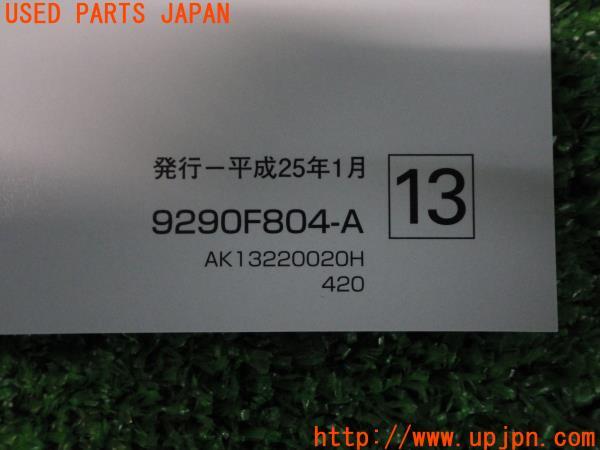 USED PARTS JAPAN
発行－平成25年1月
13
9290F804-A
AK13220020H
420
http://www.upjpn.com/